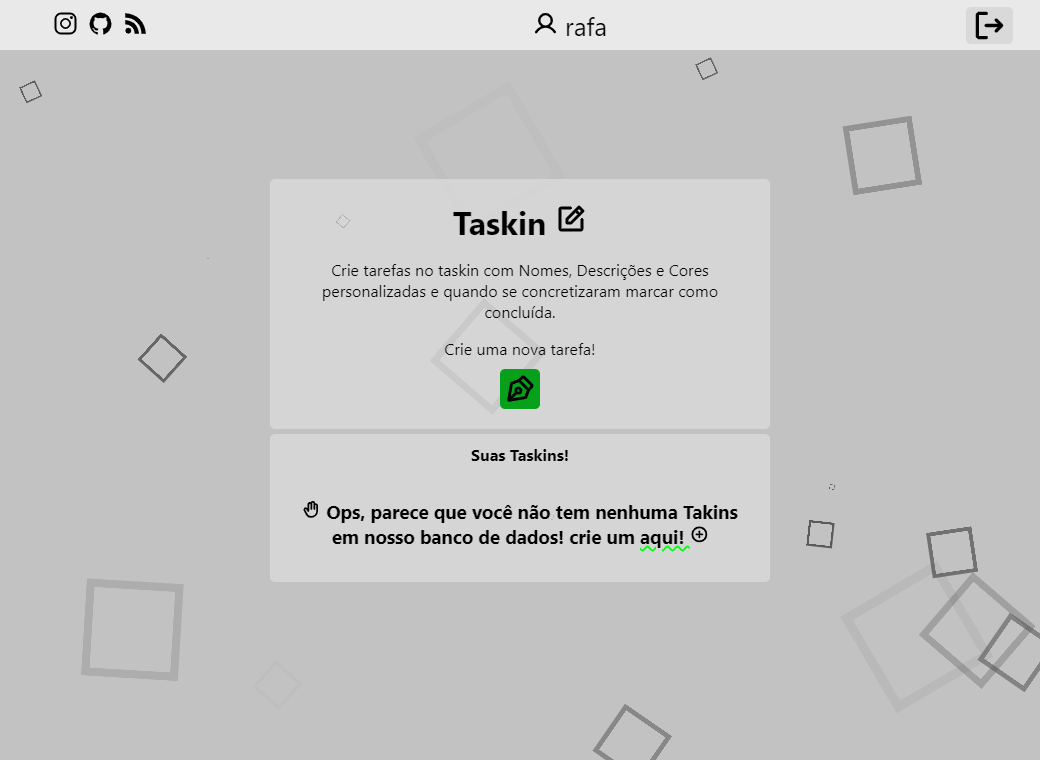 rafa
Taskin
Crie tarefas no taskin com Nomes, Descrições e Cores
personalizadas e quando se concretizaram marcar como
concluída.
Crie uma nova tarefa!
Suas Taskins!
Ops, parece que você não tem nenhuma Takins
em nosso banco de dados! crie um aqui!